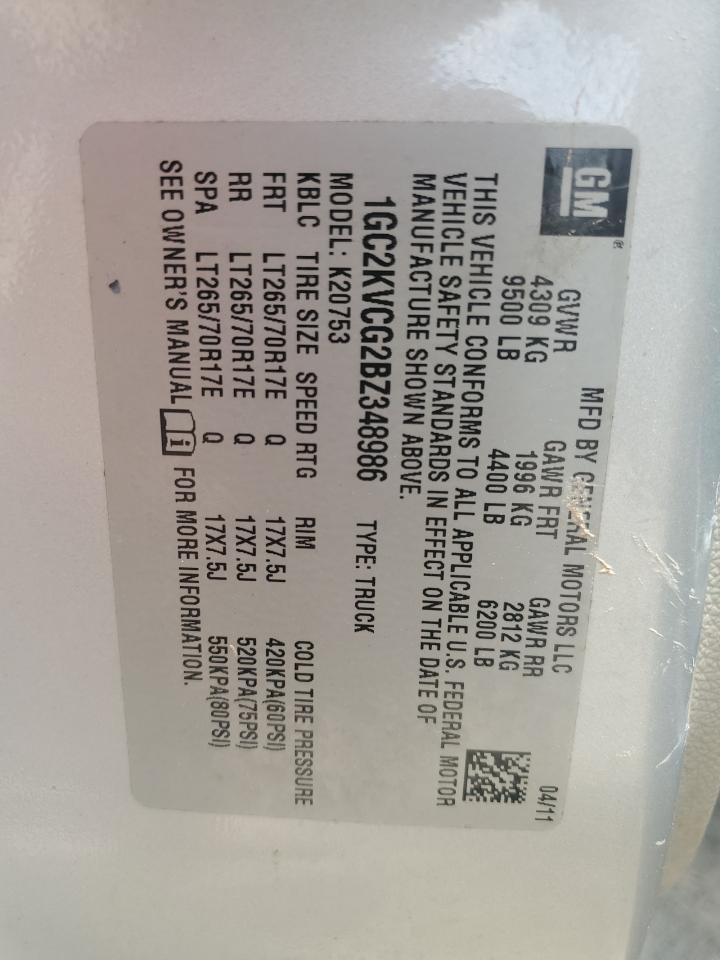 GM®
MFD BY GENERAL MOTORS LLC 04/11
GVWR GAWR FRT GAWR RR
4309 KG 1996 KG 2812 KG
9500 LB 4400 LB 6200 LB
THIS VEHICLE CONFORMS TO ALL APPLICABLE U.S. FEDERAL MOTOR
VEHICLE SAFETY STANDARDS IN EFFECT ON THE DATE OF
MANUFACTURE SHOWN ABOVE.
1GC2KVCG2BZ348986 TYPE: TRUCK
MODEL: K20753
KBLC TIRE SIZE SPEED RTG RIM COLD TIRE PRESSURE
FRT LT265/70R17E Q 17X7.5J 420KPA(60PSI)
RR LT265/70R17E Q 17X7.5J 520KPA(75PSI)
SPA LT265/70R17E Q 17X7.5J 550KPA(80PSI)
SEE OWNER'S MANUAL i FOR MORE INFORMATION.